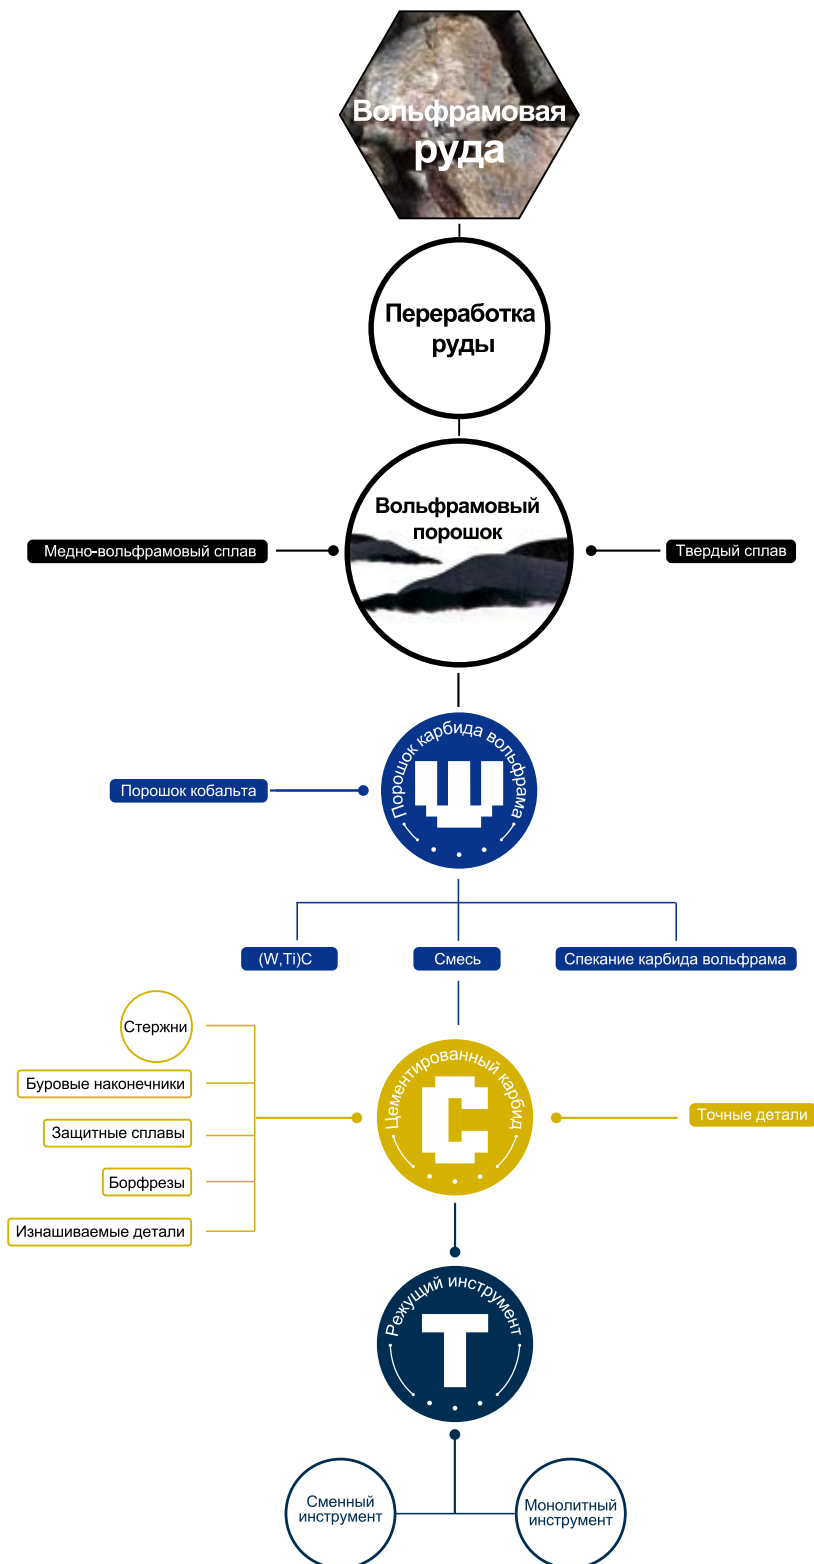 Вольфрамовая
руда
Переработка
руды
Вольфрамовый
порошок
Медно-вольфрамовый сплав
Твердый сплав
Порошок карбида вольфрама
W
Порошок кобальта
(W,Ti)C
Смесь
Спекание карбида вольфрама
Стержни
Буровые наконечники
Защитные сплавы
Борфрезы
Изнашиваемые детали
Цементированный карбид
C
Точные детали
Режущий инструмент
T
Сменный
инструмент
Монолитный
инструмент